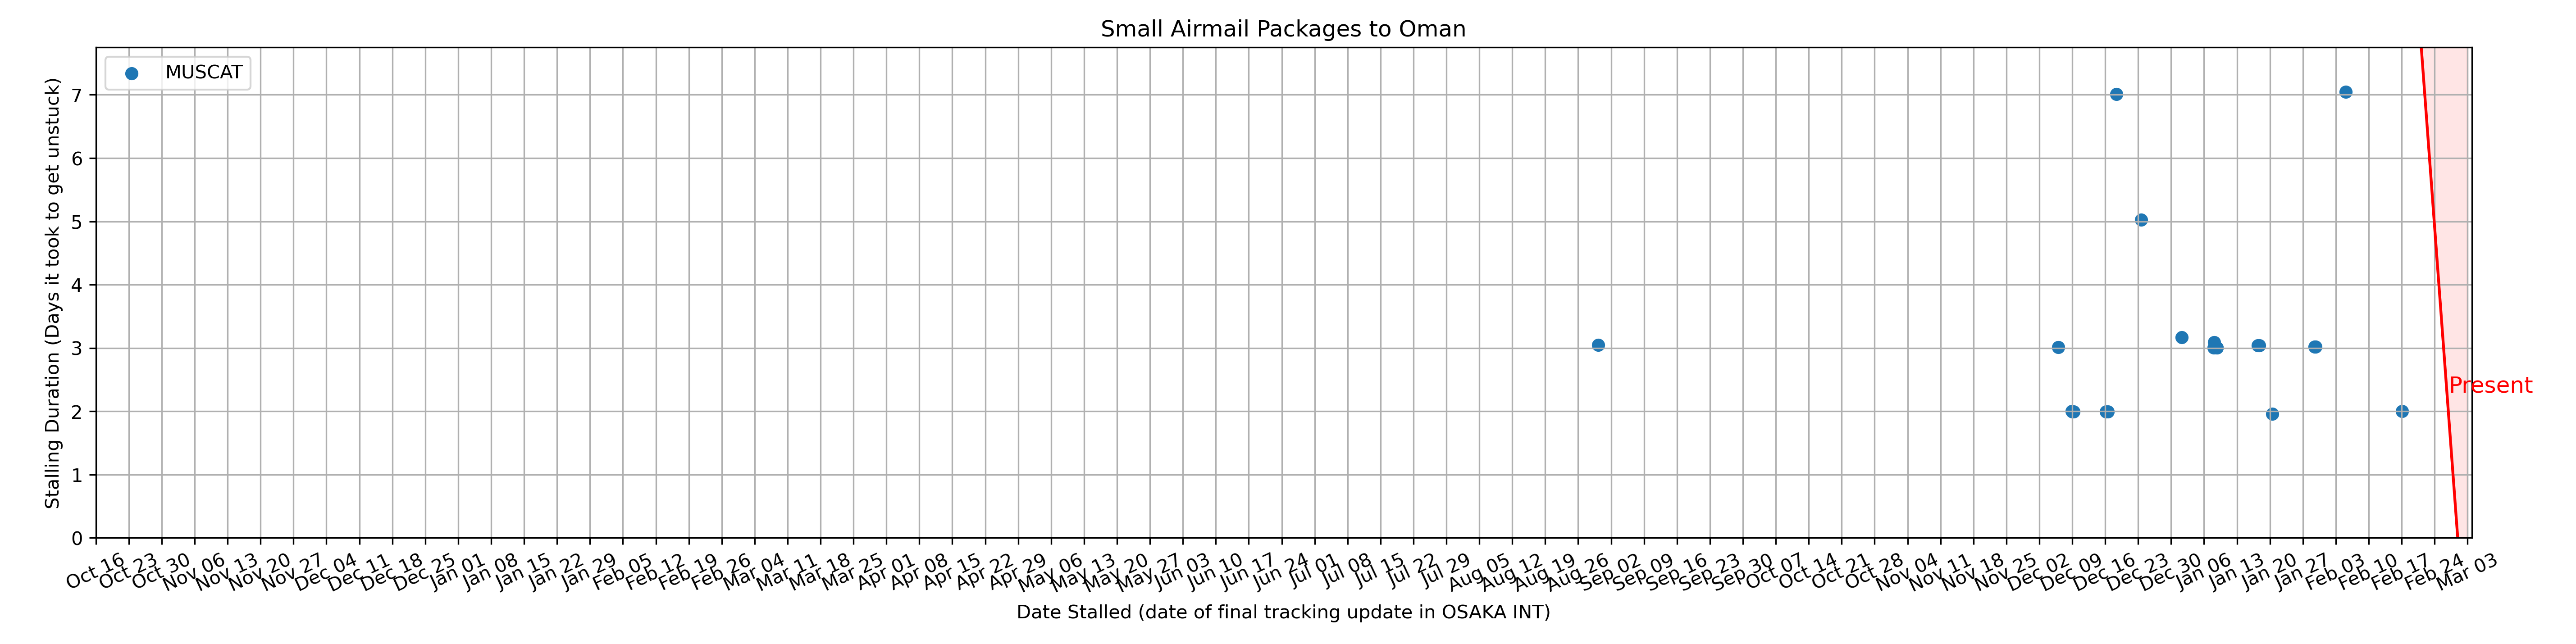 Small Airmail Packages to Oman
MUSCAT
Stalling Duration (Days it took to get unstuck)
7
6
5
4
3
2
1
0
Present
Oct 16 Oct 23 Oct 30 Nov 06 Nov 13 Nov 20 Nov 27 Dec 04 Dec 11 Dec 18 Dec 25 Jan 01 Jan 08 Jan 15 Jan 22 Jan 29 Feb 05 Feb 12 Feb 19 Feb 26 Mar 04 Mar 11 Mar 18 Mar 25 Apr 01 Apr 08 Apr 15 Apr 22 Apr 29 May 06 May 13 May 20 May 27 Jun 03 Jun 10 Jun 17 Jun 24 Jul 01 Jul 08 Jul 15 Jul 22 Jul 29 Aug 05 Aug 12 Aug 19 Aug 26 Sep 02 Sep 09 Sep 16 Sep 23 Sep 30 Oct 07 Oct 14 Oct 21 Oct 28 Nov 04 Nov 11 Nov 18 Nov 25 Dec 02 Dec 09 Dec 16 Dec 23 Dec 30 Jan 06 Jan 13 Jan 20 Jan 27 Feb 03 Feb 10 Feb 17 Feb 24 Mar 03
Date Stalled (date of final tracking update in OSAKA INT)